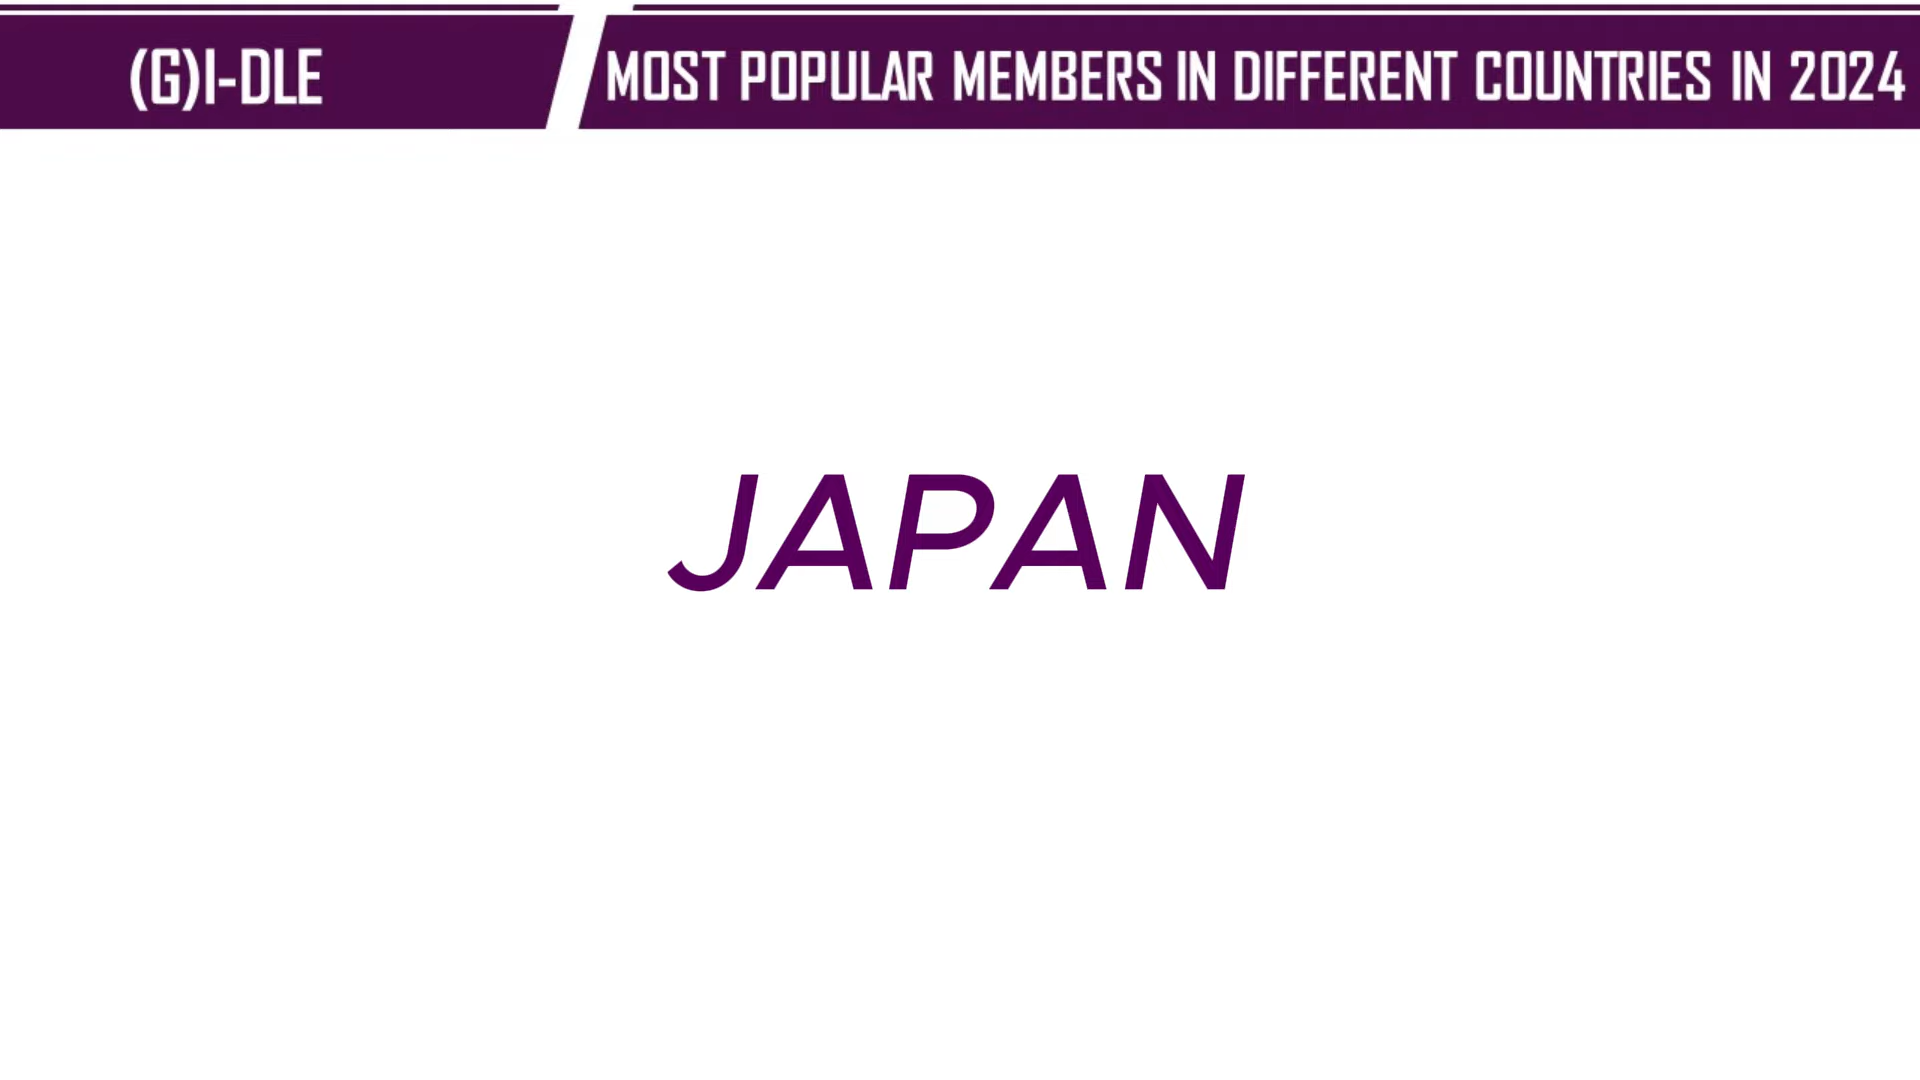 (G)I-DLE
MOST POPULAR MEMBERS IN DIFFERENT COUNTRIES IN 2024
JAPAN